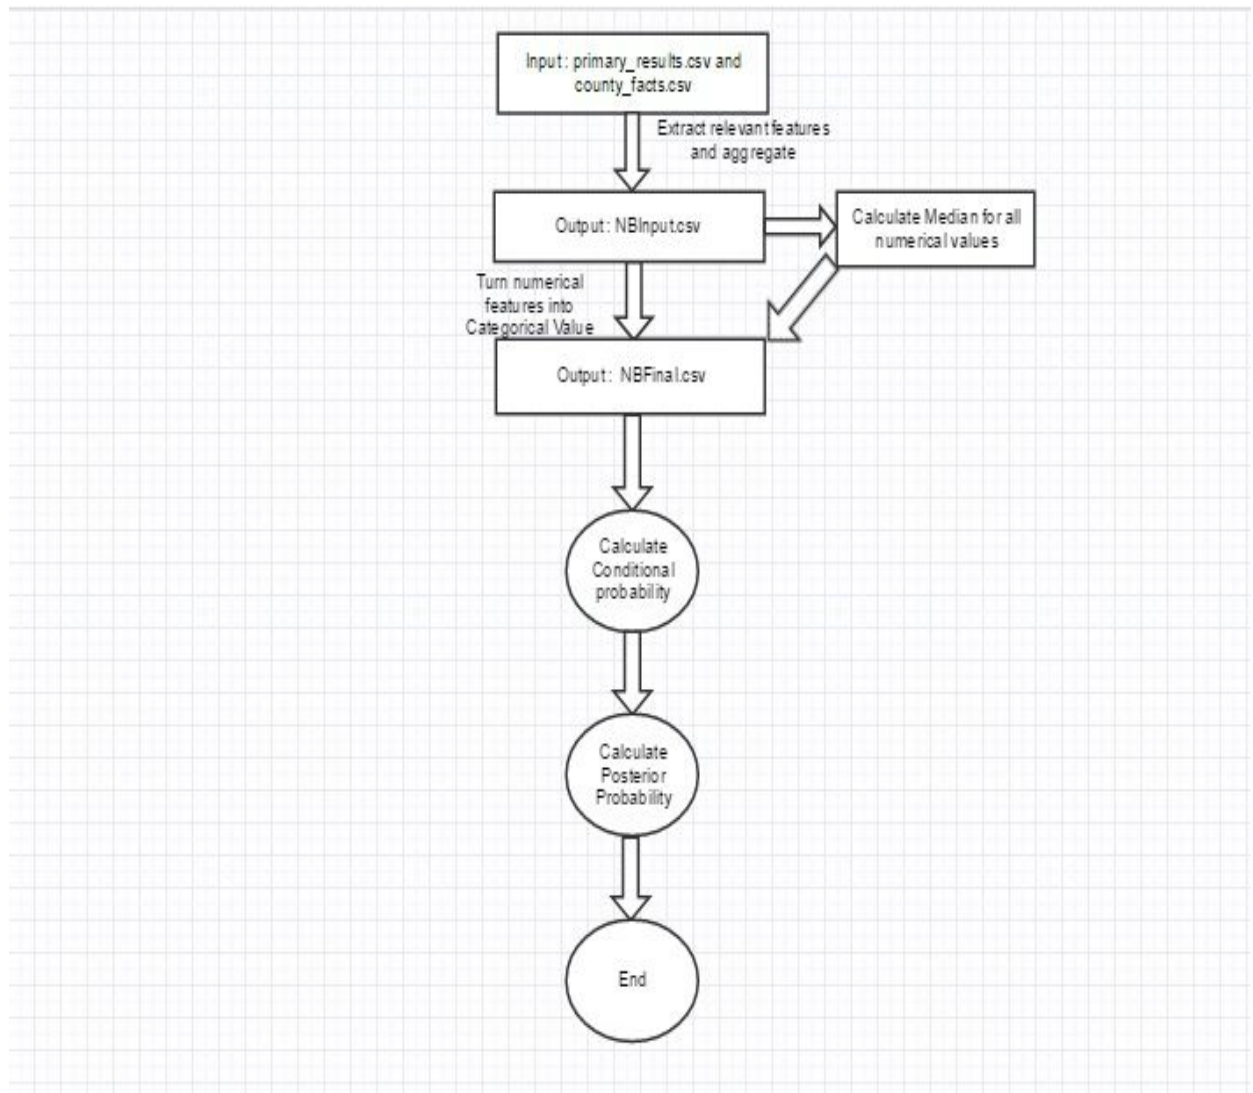 Input : primary_results.csv and
county_facts.csv
Extract relevant features
and aggregate
Output : NBInput.csv
Calculate Median for all
numerical values
Turn numerical
features into
Categorical Value
Output : NBFinal.csv
Calculate
Conditional
probability
Calculate
Posterior
Probability
End